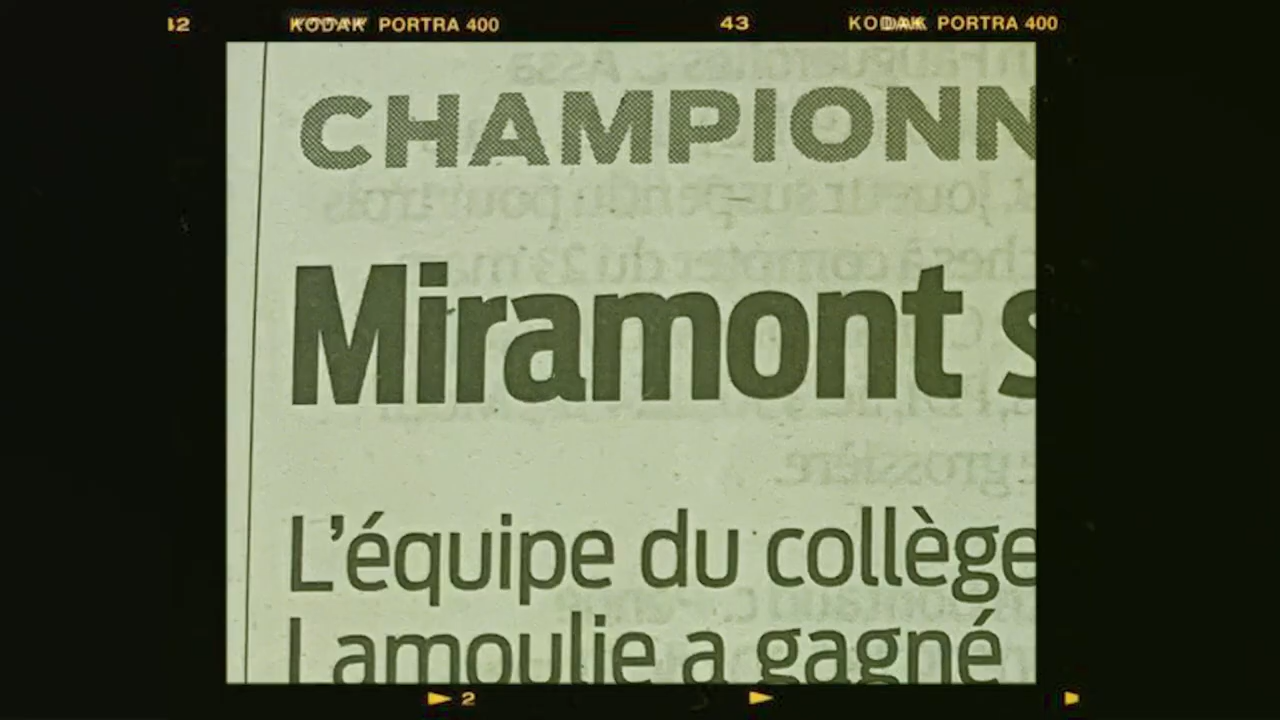 42 KODAK PORTRA 400 43 KODAK PORTRA 400
CHAMPIONN
Miramont s
L’équipe du collège
Lamoulie a gagné
2